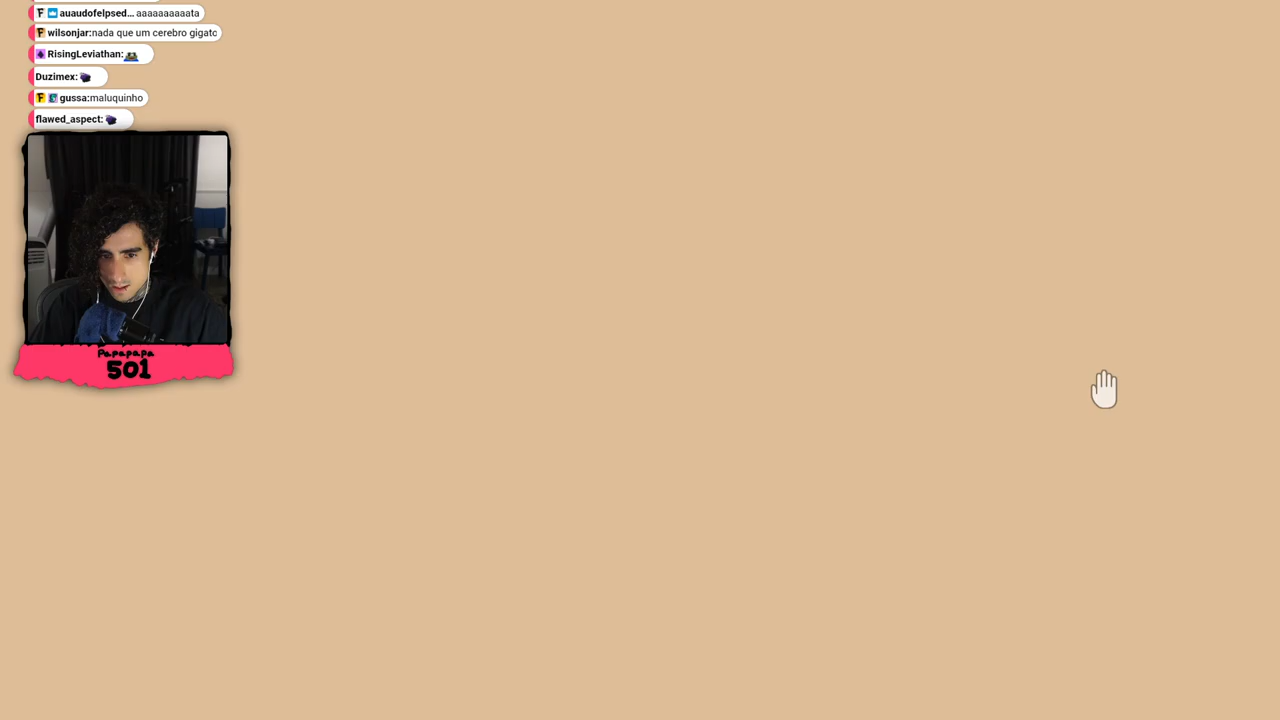 auaudofelpsed... aaaaaaaaaata
wilsonjar:nada que um cerebro gigatc
RisingLeviathan:
Duzimex:
gussa:maluquinho
flawed_aspect:
Papapapa
501